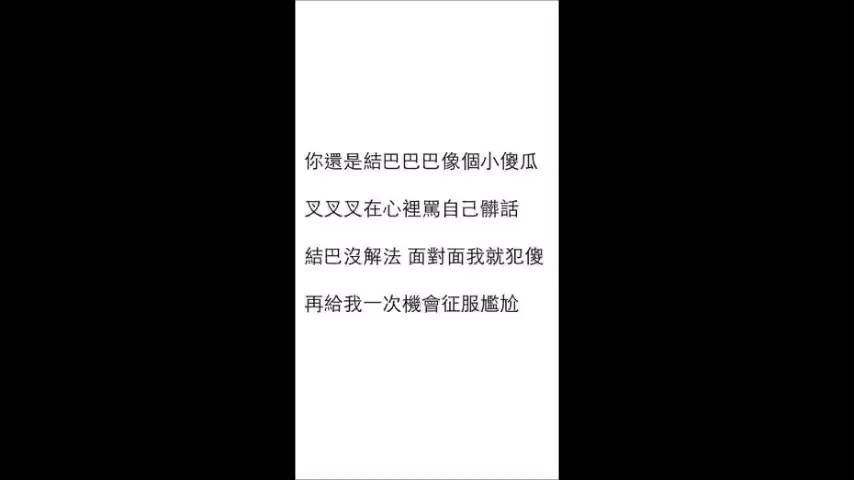 你還是結巴巴巴像個小傻瓜
叉叉叉在心裡罵自己髒話
結巴沒解法 面對面我就犯傻
再給我一次機會征服尷尬